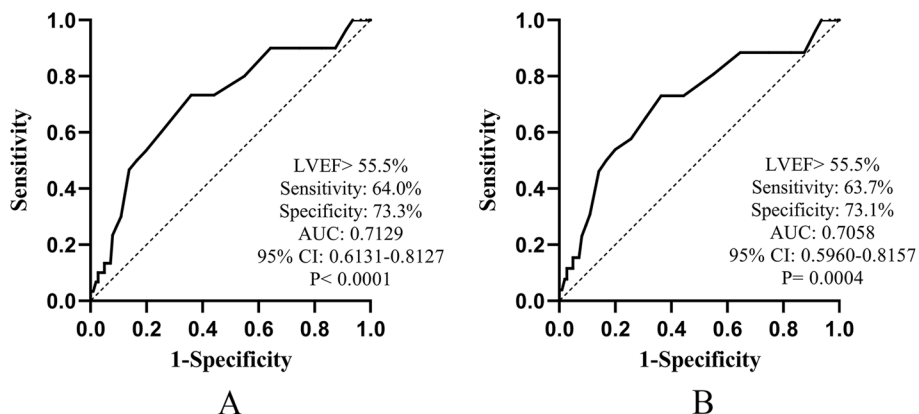 1.0
0.8
0.6
0.4
0.2
0.0
Sensitivity
LVEF> 55.5%
Sensitivity: 64.0%
Specificity: 73.3%
AUC: 0.7129
95% CI: 0.6131-0.8127
P< 0.0001
0.0 0.2 0.4 0.6 0.8 1.0
1-Specificity
A
1.0
0.8
0.6
0.4
0.2
0.0
Sensitivity
LVEF> 55.5%
Sensitivity: 63.7%
Specificity: 73.1%
AUC: 0.7058
95% CI: 0.5960-0.8157
P= 0.0004
0.0 0.2 0.4 0.6 0.8 1.0
1-Specificity
B